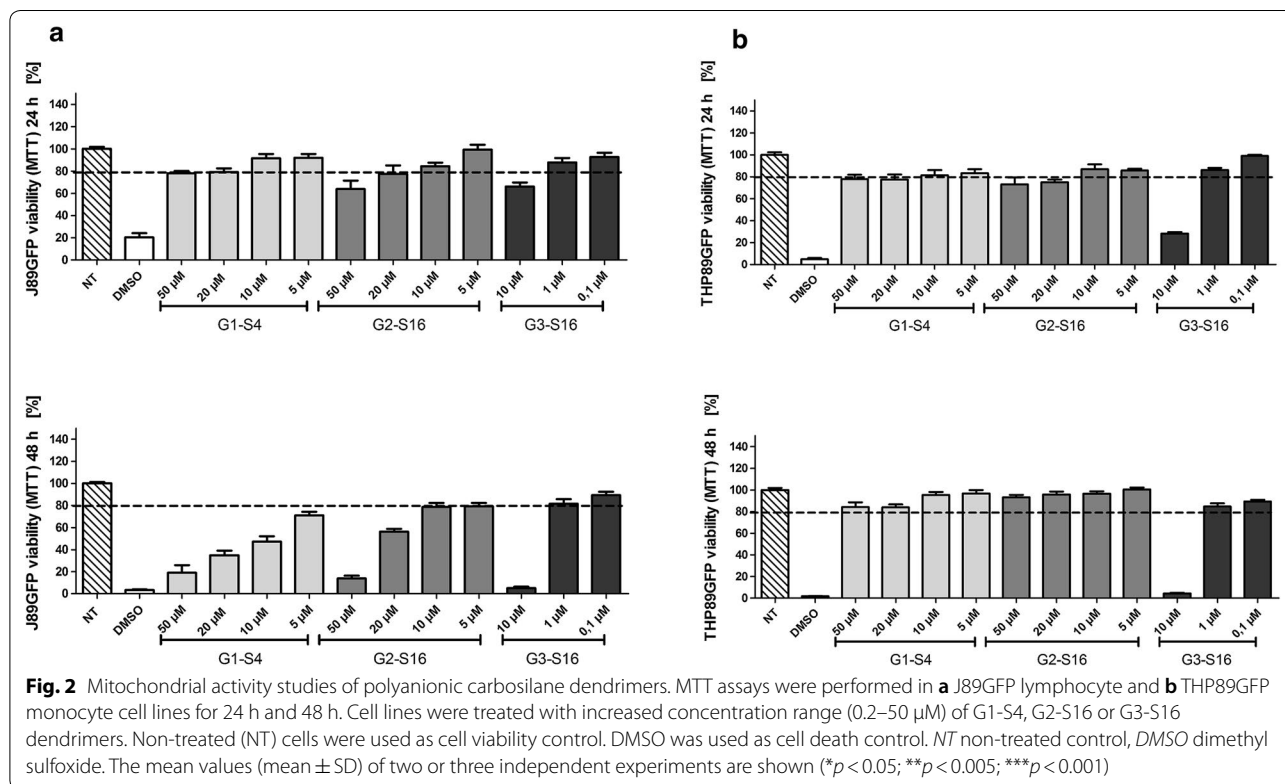 a
J89GFP viability (MTT) 24 h [%]
140
120
100
80
60
40
20
0
NT
DMSO
50 µM
20 µM
10 µM
5 µM
50 µM
20 µM
10 µM
5 µM
10 µM
1 µM
0,1 µM
G1-S4
G2-S16
G3-S16
b
THP89GFP viability (MTT) 24 h [%]
140
120
100
80
60
40
20
0
NT
DMSO
50 µM
20 µM
10 µM
5 µM
50 µM
20 µM
10 µM
5 µM
10 µM
1 µM
0,1 µM
G1-S4
G2-S16
G3-S16
J89GFP viability (MTT) 48 h [%]
140
120
100
80
60
40
20
0
NT
DMSO
50 µM
20 µM
10 µM
5 µM
50 µM
20 µM
10 µM
5 µM
10 µM
1 µM
0,1 µM
G1-S4
G2-S16
G3-S16
THP89GFP viability (MTT) 48 h [%]
140
120
100
80
60
40
20
0
NT
DMSO
50 µM
20 µM
10 µM
5 µM
50 µM
20 µM
10 µM
5 µM
10 µM
1 µM
0,1 µM
G1-S4
G2-S16
G3-S16
Fig. 2 Mitochondrial activity studies of polyanionic carbosilane dendrimers. MTT assays were performed in a J89GFP lymphocyte and b THP89GFP
monocyte cell lines for 24 h and 48 h. Cell lines were treated with increased concentration range (0.2–50 µM) of G1-S4, G2-S16 or G3-S16
dendrimers. Non-treated (NT) cells were used as cell viability control. DMSO was used as cell death control. NT non-treated control, DMSO dimethyl
sulfoxide. The mean values (mean ± SD) of two or three independent experiments are shown (*p < 0.05; **p < 0.005; ***p < 0.001)